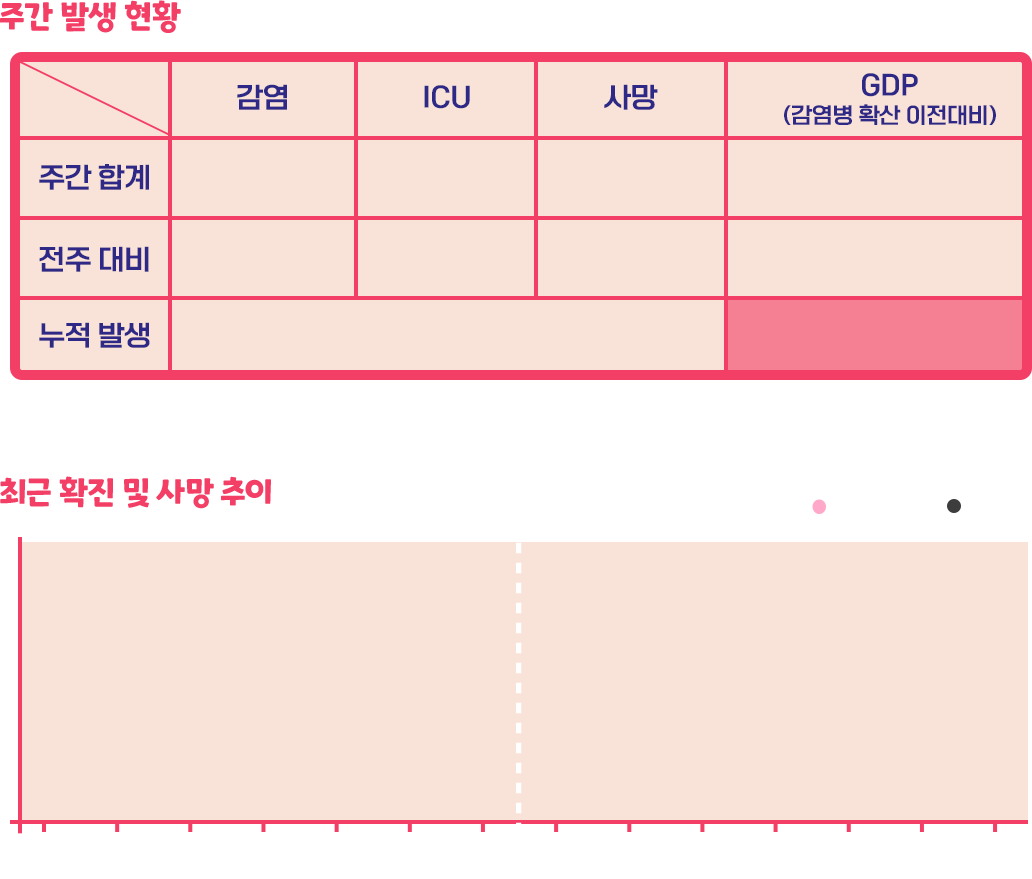 주간 발생 현황
감염
ICU
사망
GDP
(감염병 확산 이전대비)
주간 합계
전주 대비
누적 발생
최근 확진 및 사망 추이